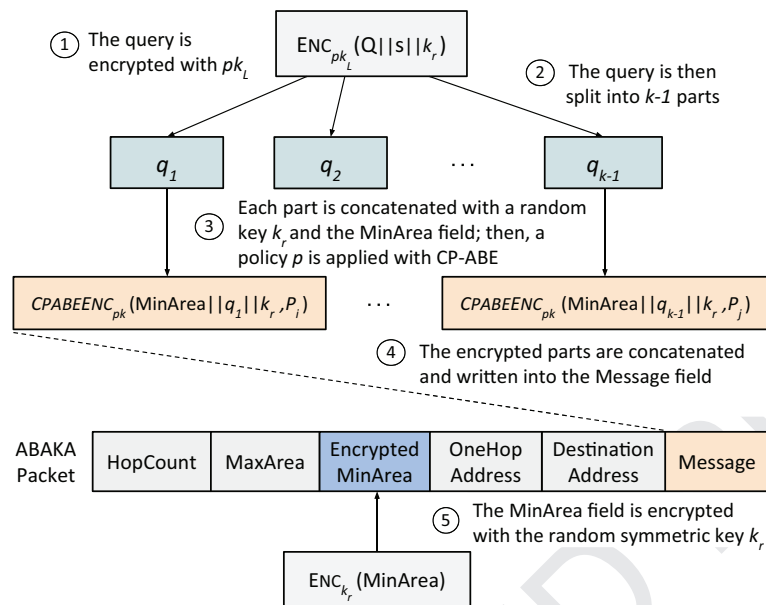 ENC_pk_L(Q||s||k_r)
1 The query is
encrypted with pk_L
2 The query is then
split into k-1 parts
q_1
q_2
...
q_k-1
3 Each part is concatenated with a random
key k_r and the MinArea field; then, a
policy p is applied with CP-ABE
CPABEENC_pk (MinArea||q_1||k_r ,P_i)
...
CPABEENC_pk (MinArea||q_k-1||k_r ,P_j)
4 The encrypted parts are concatenated
and written into the Message field
ABAKA
Packet
HopCount
MaxArea
Encrypted
MinArea
OneHop
Address
Destination
Address
Message
5 The MinArea field is encrypted
with the random symmetric key k_r
ENC_k_r(MinArea)